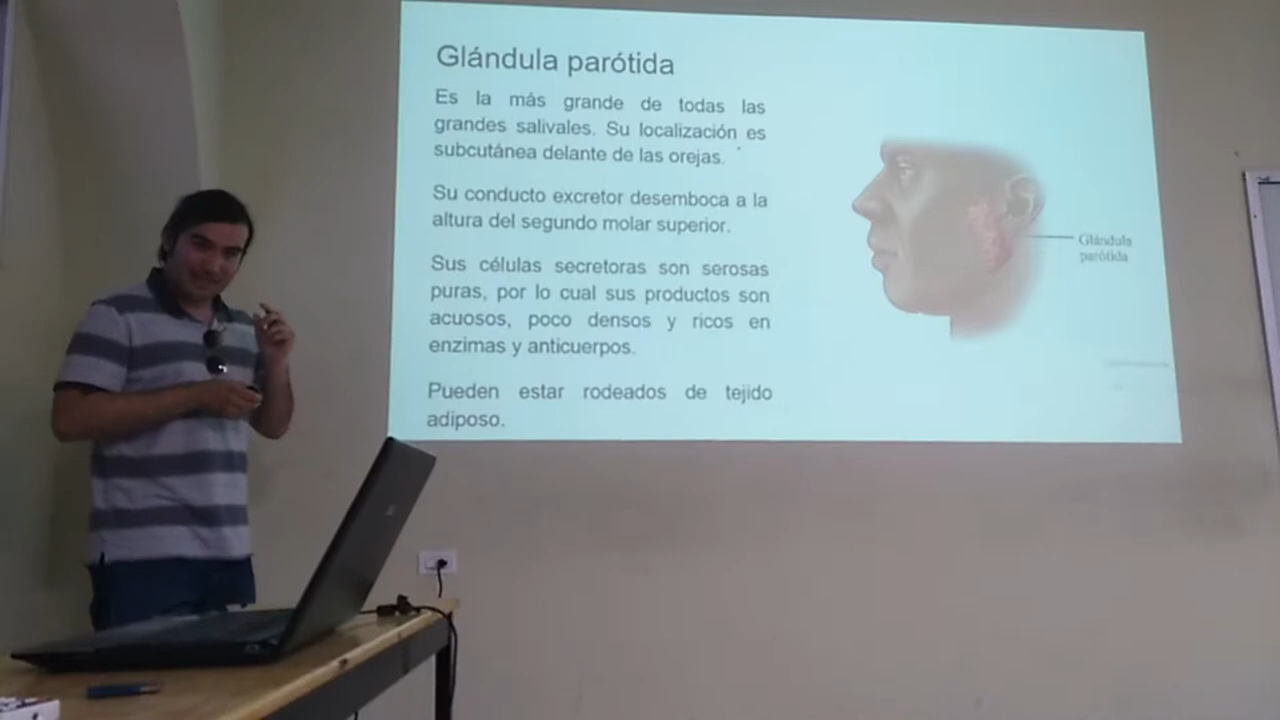 Glándula parótida
Es la más grande de todas las
grandes salivales. Su localización es
subcutánea delante de las orejas.
Su conducto excretor desemboca a la
altura del segundo molar superior.
Sus células secretoras son serosas
puras, por lo cual sus productos son
acuosos, poco densos y ricos en
enzimas y anticuerpos.
Pueden estar rodeados de tejido
adiposo.
Glándula
parótida